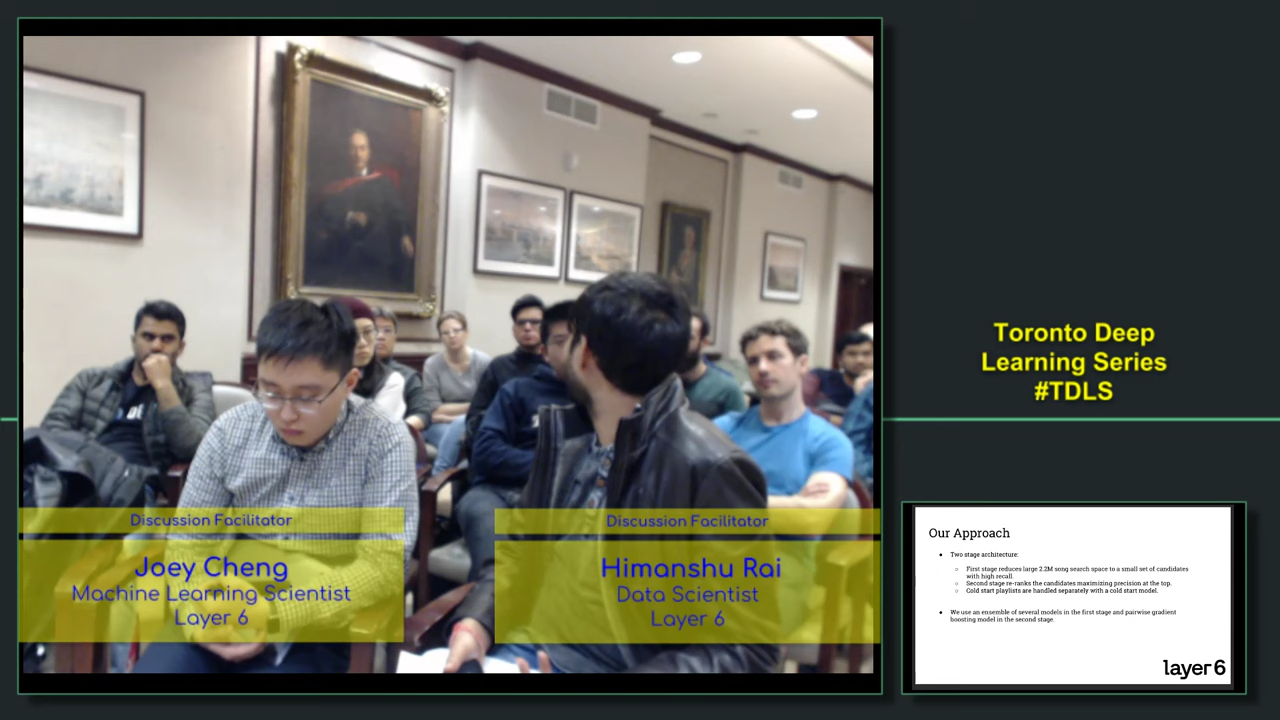 Discussion Facilitator
Joey Cheng
Machine Learning Scientist
Layer 6
Discussion Facilitator
Himanshu Rai
Data Scientist
Layer 6
Toronto Deep
Learning Series
#TDLS
Our Approach
Two stage architecture:
First stage reduces large 2.2M song search space to a small set of candidates
with high recall.
Second stage re-ranks the candidates maximizing precision at the top.
Cold start playlists are handled separately with a cold start model.
We use an ensemble of several models in the first stage and pairwise gradient
boosting model in the second stage.
layer 6